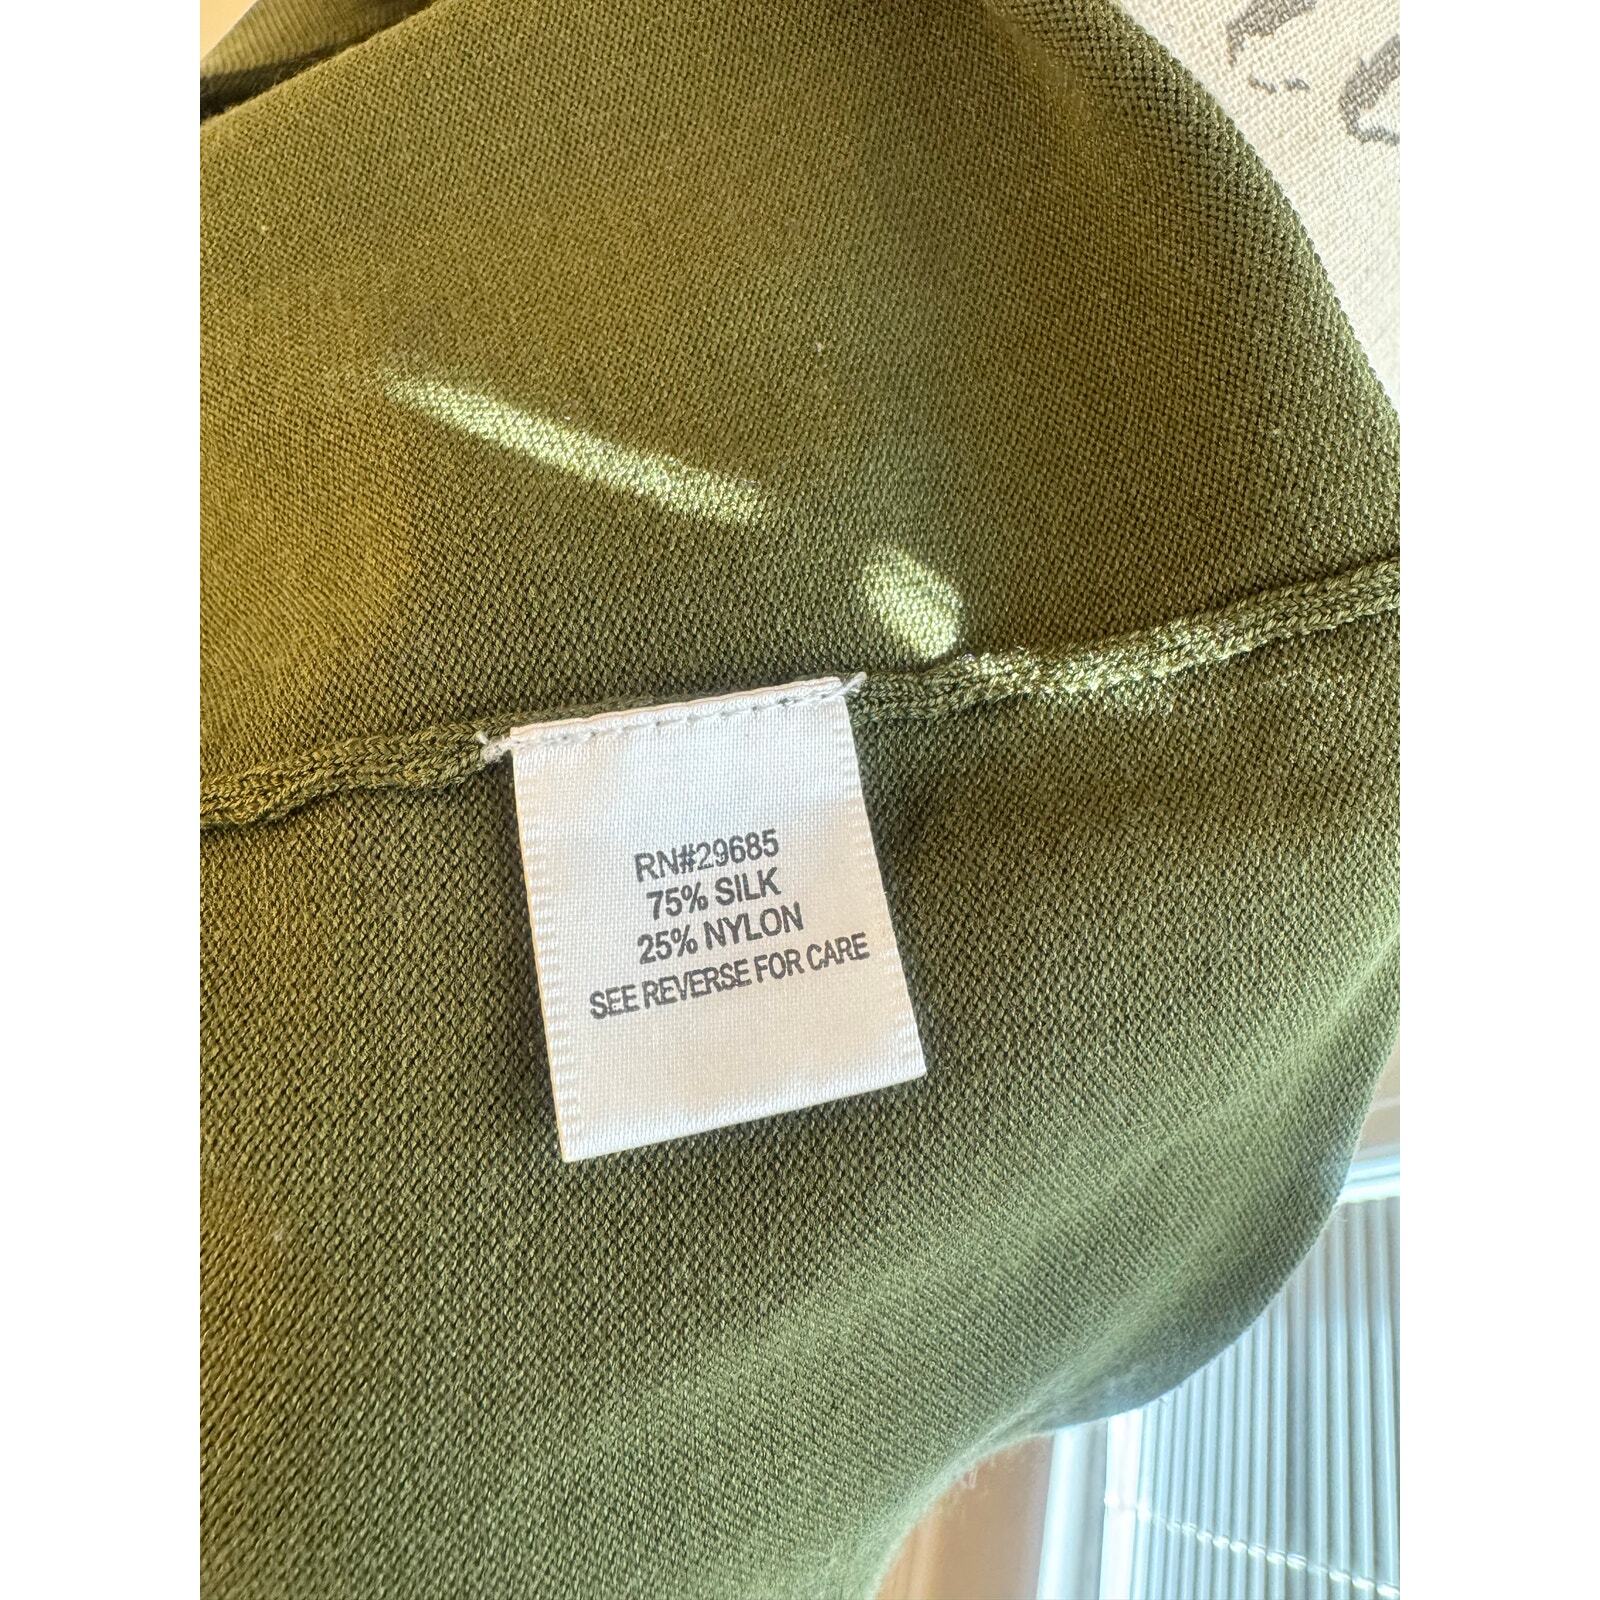 RN#29685
75% SILK
25% NYLON
SEE REVERSE FOR CARE